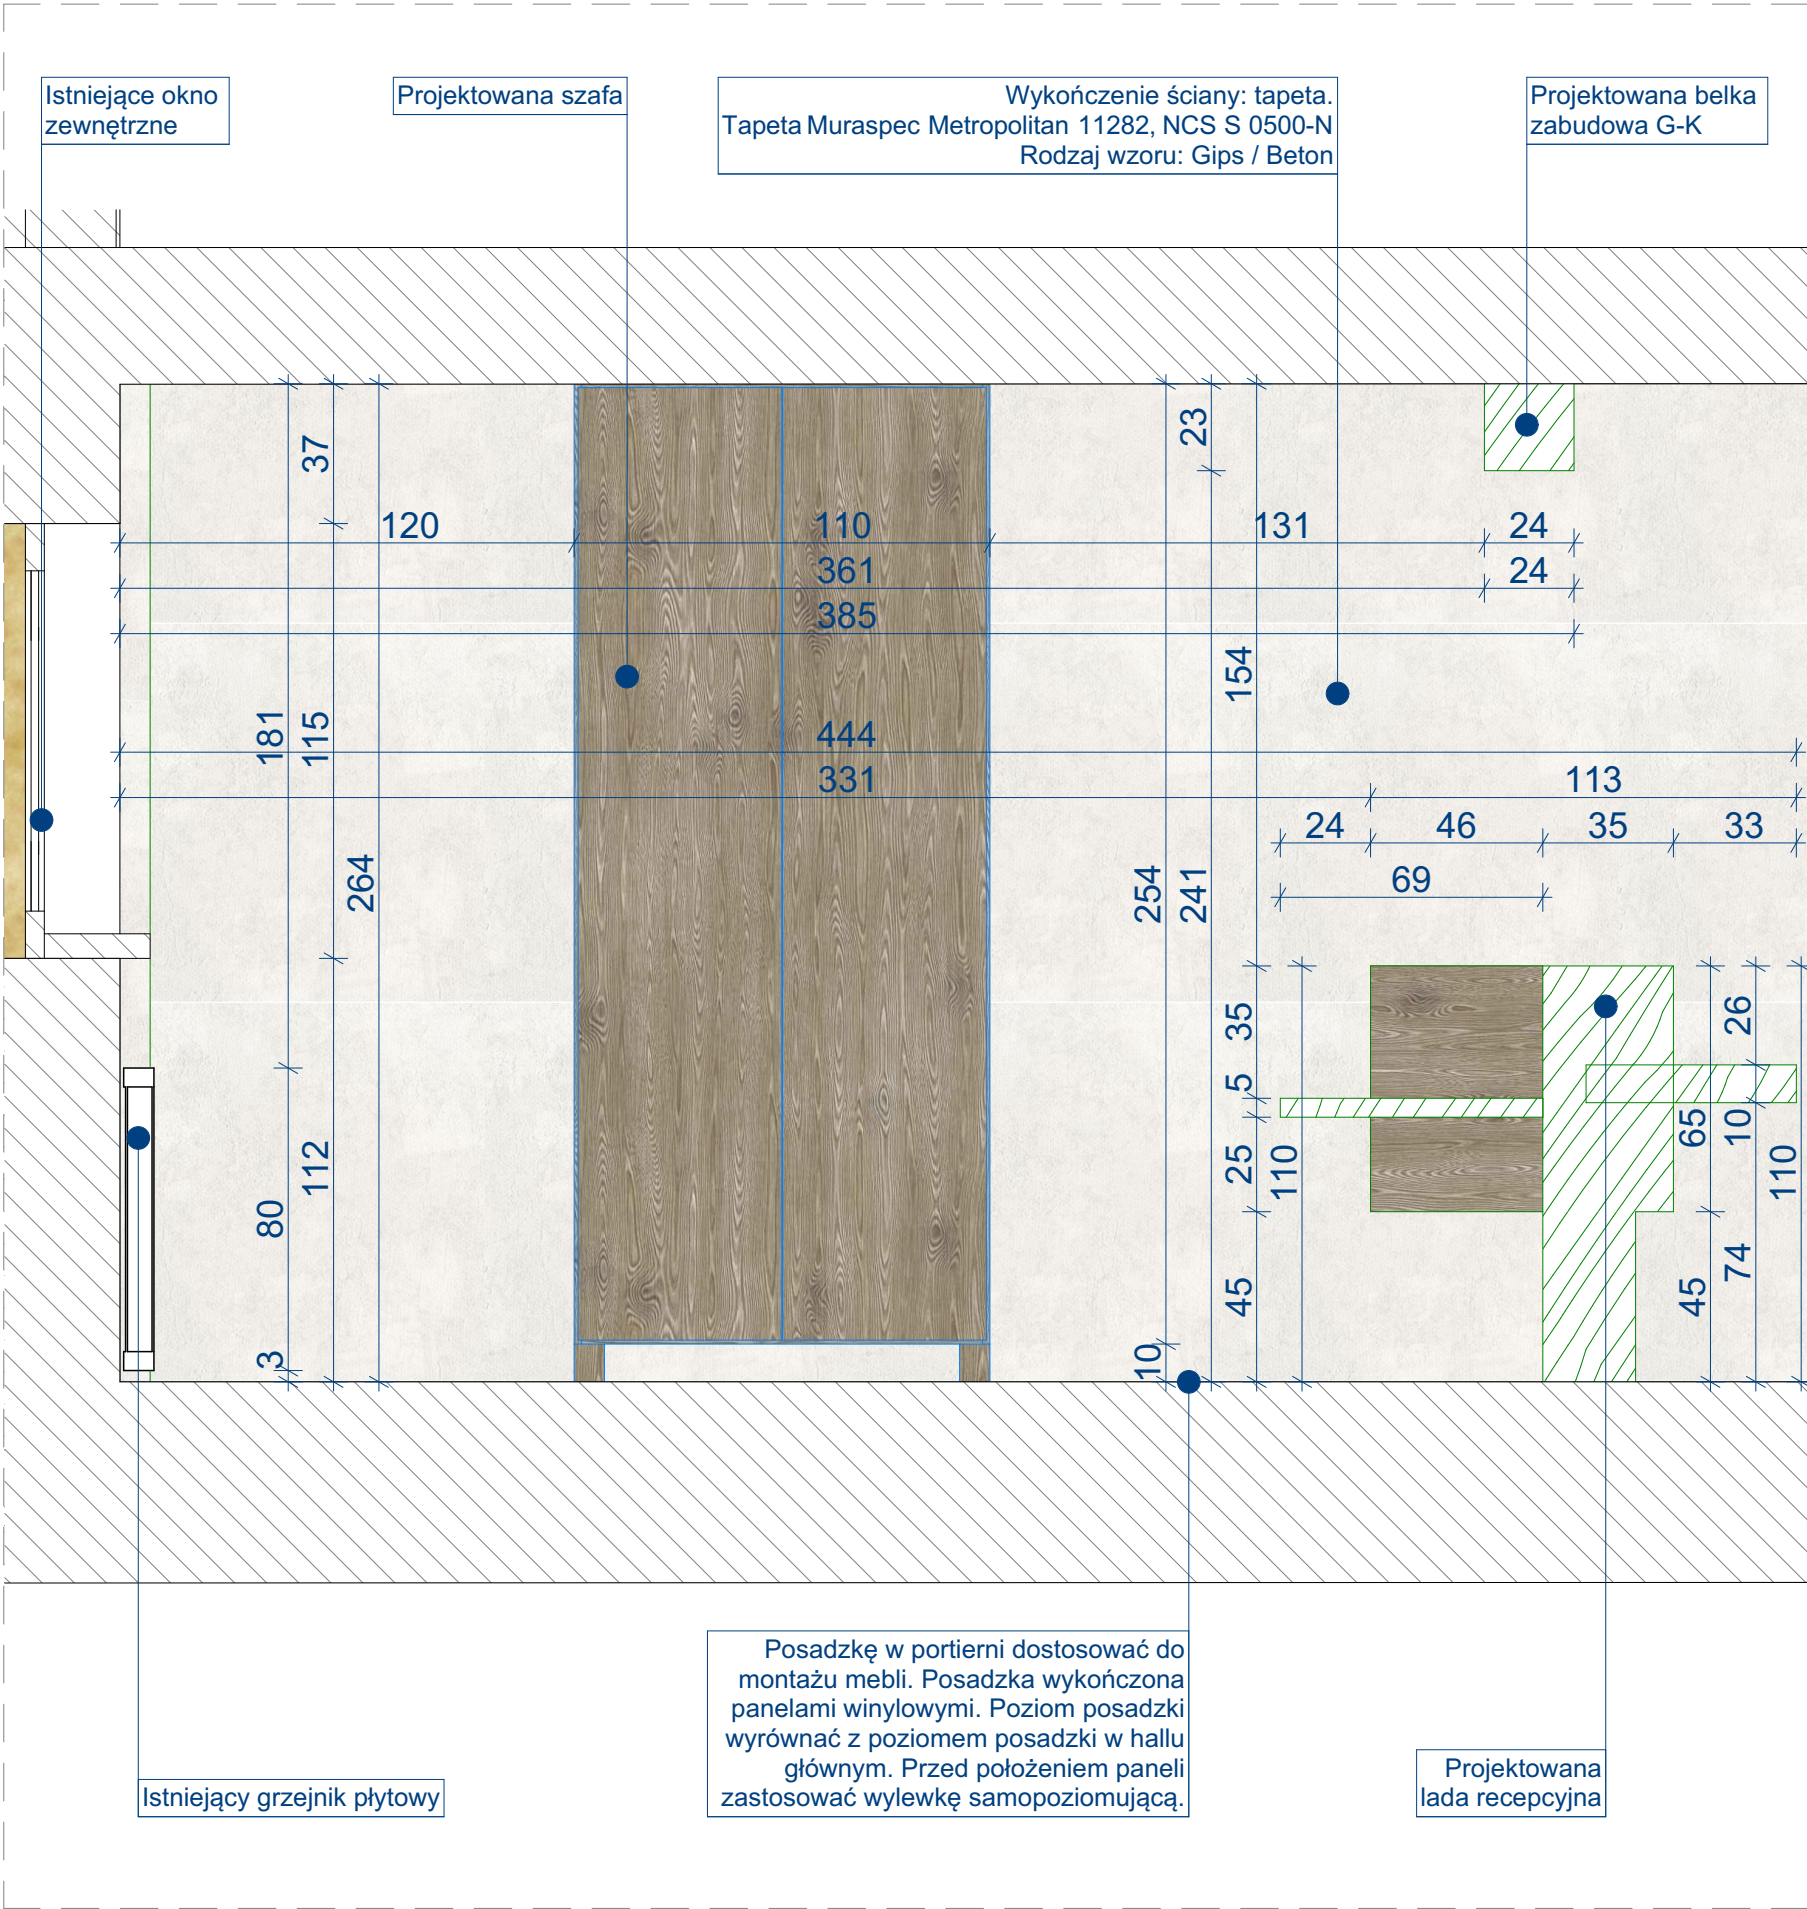 Istniejące okno
zewnętrzne
Projektowana szafa
Wykończenie ściany: tapeta.
Tapeta Muraspec Metropolitan 11282, NCS S 0500-N
Rodzaj wzoru: Gips / Beton
Projektowana belka
zabudowa G-K
37
23
120
110
131
24
361
24
385
154
181
115
444
331
113
24
46
35
33
264
254
241
69
35
26
5
65
10
112
25
110
110
80
45
45
74
3
10
Posadzkę w portierni dostosować do
montażu mebli. Posadzka wykończona
panelami winylowymi. Poziom posadzki
wyrównać z poziomem posadzki w hallu
głównym. Przed położeniem paneli
zastosować wylewkę samopoziomującą.
Istniejący grzejnik płytowy
Projektowana
lada recepcyjna